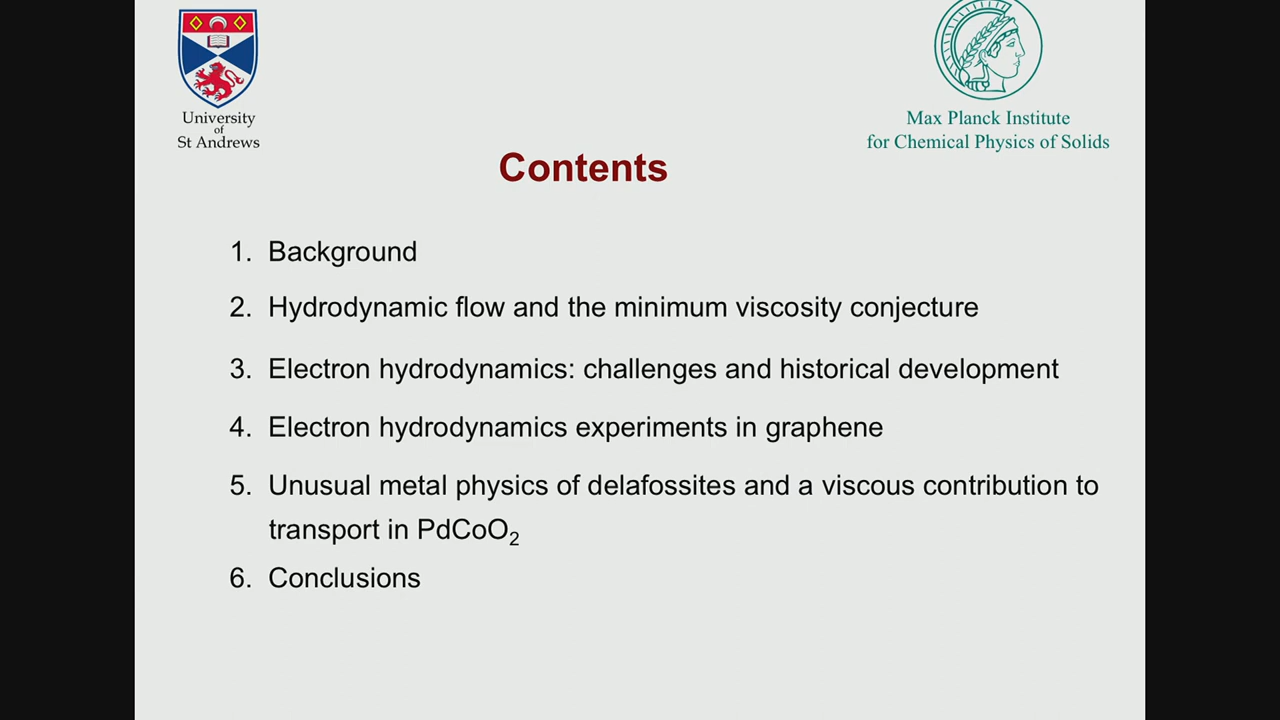 University
of
St Andrews
Max Planck Institute
for Chemical Physics of Solids
Contents
1. Background
2. Hydrodynamic flow and the minimum viscosity conjecture
3. Electron hydrodynamics: challenges and historical development
4. Electron hydrodynamics experiments in graphene
5. Unusual metal physics of delafossites and a viscous contribution to
transport in PdCoO₂
6. Conclusions